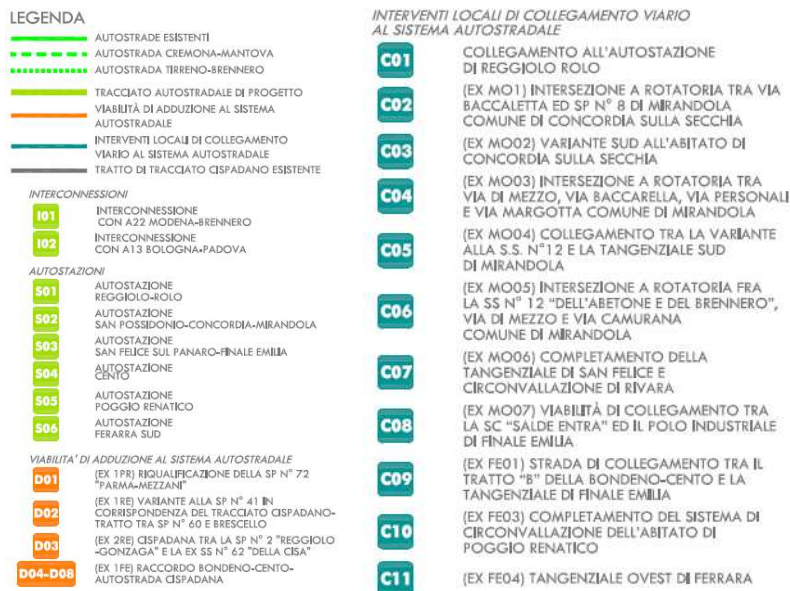 LEGENDA
AUTOSTRADE ESISTENTI
AUTOSTRADA CREMONA-MANTOVA
AUTOSTRADA TIRRENO-BRENNERO
TRACCIATO AUTOSTRADALE DI PROGETTO
VIABILITÀ DI ADDUZIONE AL SISTEMA
AUTOSTRADALE
INTERVENTI LOCALI DI COLLEGAMENTO
VIARIO AL SISTEMA AUTOSTRADALE
TRATTO DI TRACCIATO CISPADANO ESISTENTE
INTERCONNESSIONI
I01 INTERCONNESSIONE
CON A22 MODENA-BRENNERO
I02 INTERCONNESSIONE
CON A13 BOLOGNA-PADOVA
AUTOSTAZIONI
S01 AUTOSTAZIONE
REGGIOLO-ROLO
S02 AUTOSTAZIONE
SAN POSSIDONIO-CONCORDIA-MIRANDOLA
S03 AUTOSTAZIONE
SAN FELICE SUL PANARO-FINALE EMILIA
S04 AUTOSTAZIONE
CENTO
S05 AUTOSTAZIONE
POGGIO RENATICO
S06 AUTOSTAZIONE
FERARRA SUD
VIABILITA' DI ADDUZIONE AL SISTEMA AUTOSTRADALE
D01 (EX 1PR) RIQUALIFICAZIONE DELLA SP N° 72
"PARMA-MEZZANI"
D02 (EX 1RE) VARIANTE ALLA SP N° 41 IN
CORRISPONDENZA DEL TRACCIATO CISPADANO-
TRATTO TRA SP N° 60 E BRESCELLO
D03 (EX 2RE) CISPADANA TRA LA SP N° 2 "REGGIOLO
-GONZAGA" E LA EX SS N° 62 "DELLA CISA"
D04-D08 (EX 1FE) RACCORDO BONDENO-CENTO-
AUTOSTRADA CISPADANA
INTERVENTI LOCALI DI COLLEGAMENTO VIARIO
AL SISTEMA AUTOSTRADALE
C01 COLLEGAMENTO ALL'AUTOSTAZIONE
DI REGGIOLO ROLO
C02 (EX MO1) INTERSEZIONE A ROTATORIA TRA VIA
BACCALETTA ED SP N° 8 DI MIRANDOLA
COMUNE DI CONCORDIA SULLA SECCHIA
C03 (EX MO02) VARIANTE SUD ALL'ABITATO DI
CONCORDIA SULLA SECCHIA
C04 (EX MO03) INTERSEZIONE A ROTATORIA TRA
VIA DI MEZZO, VIA BACCARELLA, VIA PERSONALI
E VIA MARGOTTA COMUNE DI MIRANDOLA
C05 (EX MO04) COLLEGAMENTO TRA LA VARIANTE
ALLA S.S. N°12 E LA TANGENZIALE SUD
DI MIRANDOLA
C06 (EX MO05) INTERSEZIONE A ROTATORIA FRA
LA SS N° 12 "DELL'ABETONE E DEL BRENNERO",
VIA DI MEZZO E VIA CAMURANA
COMUNE DI MIRANDOLA
C07 (EX MO06) COMPLETAMENTO DELLA
TANGENZIALE DI SAN FELICE E
CIRCONVALLAZIONE DI RIVARA
C08 (EX MO07) VIABILITÀ DI COLLEGAMENTO TRA
LA SC "SALDE ENTRA" ED IL POLO INDUSTRIALE
DI FINALE EMILIA
C09 (EX FE01) STRADA DI COLLEGAMENTO TRA IL
TRATTO "B" DELLA BONDENO-CENTO E LA
TANGENZIALE DI FINALE EMILIA
C10 (EX FE03) COMPLETAMENTO DEL SISTEMA DI
CIRCONVALLAZIONE DELL'ABITATO DI
POGGIO RENATICO
C11 (EX FE04) TANGENZIALE OVEST DI FERRARA